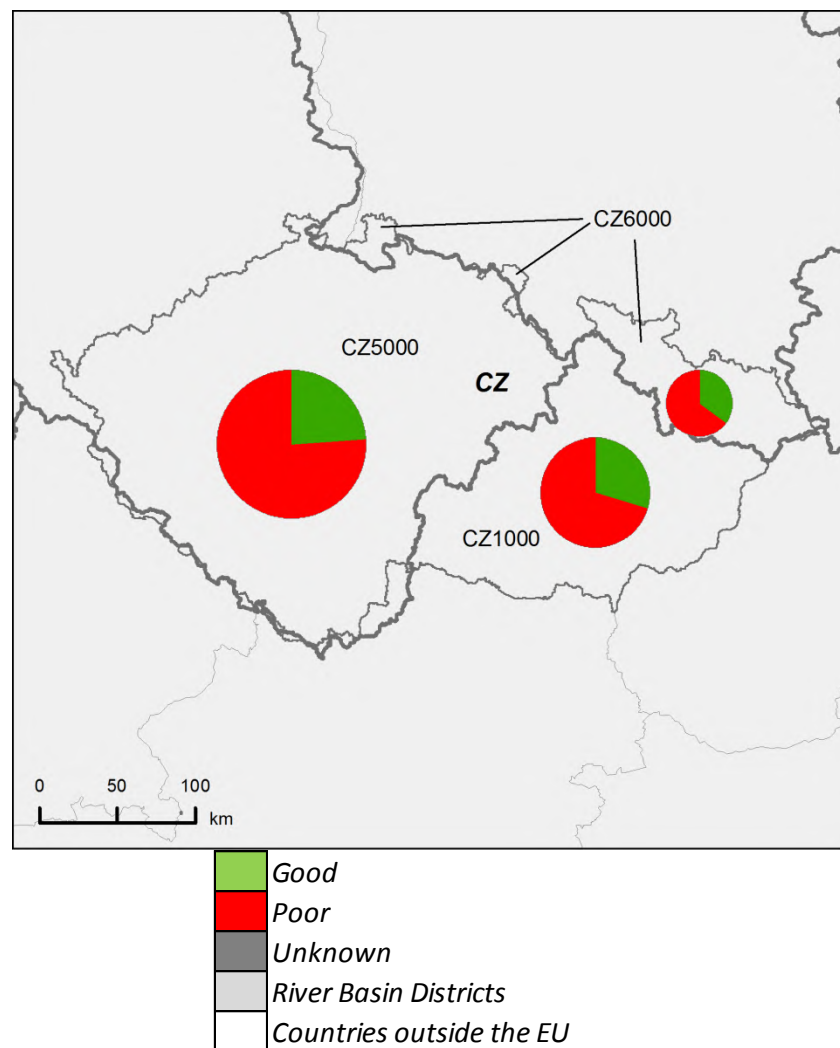 CZ6000
CZ5000
CZ
CZ1000
0 50 100
km
Good
Poor
Unknown
River Basin Districts
Countries outside the EU